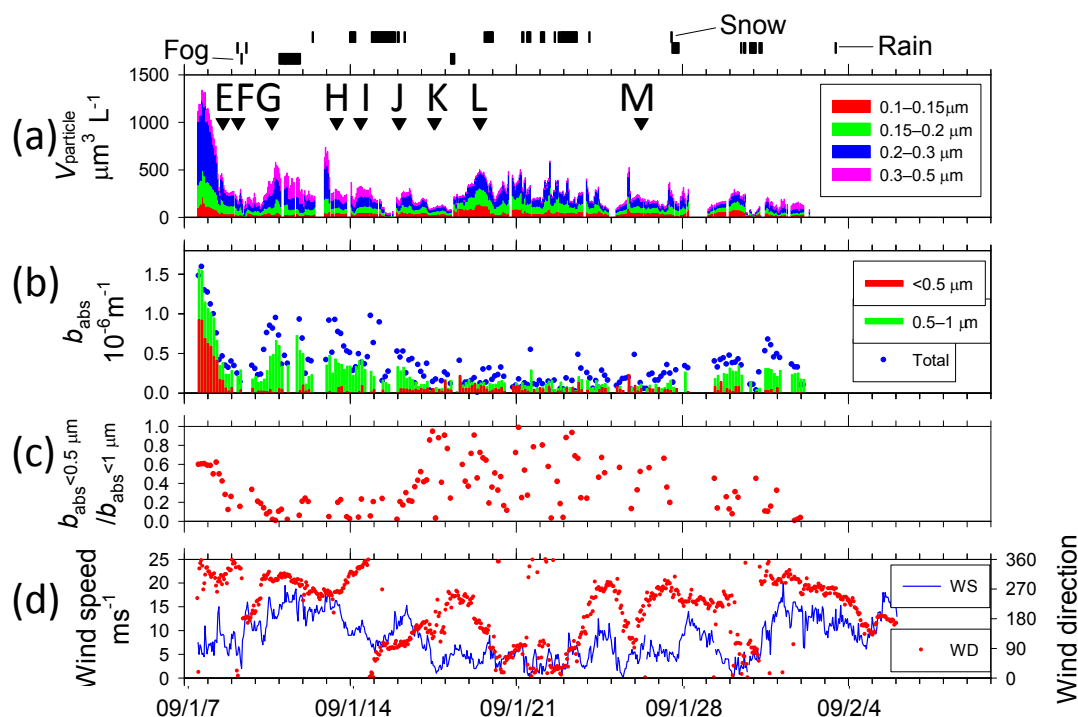 Snow
Fog
Rain
(a)
V particle
μm³ L⁻¹
1500
1000
500
0
E F G H I J K L M
0.1–0.15μm
0.15–0.2 μm
0.2–0.3 μm
0.3–0.5 μm
(b)
b abs
10⁻⁶m⁻¹
1.5
1.0
0.5
0.0
<0.5 μm
0.5–1 μm
Total
(c)
b abs <0.5 μm
/b abs <1 μm
1.0
0.8
0.6
0.4
0.2
0.0
(d)
Wind speed
ms⁻¹
25
20
15
10
5
0
WS
WD
360
270
180
90
0
Wind direction
09/1/7 09/1/14 09/1/21 09/1/28 09/2/4